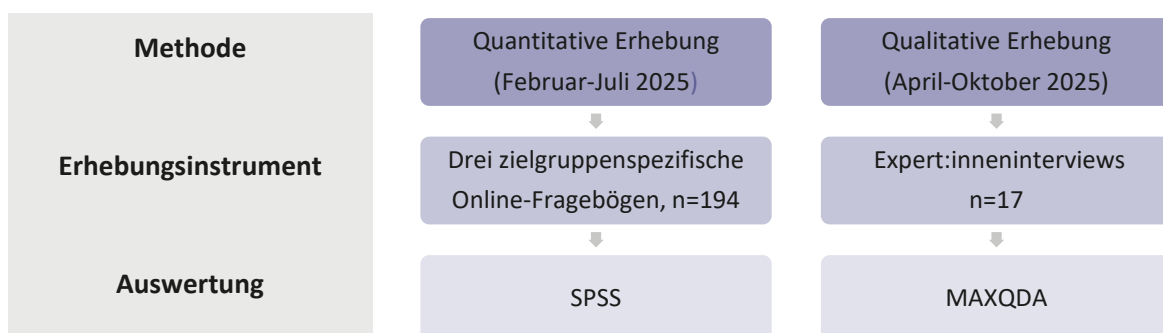 Methode
Quantitative Erhebung
(Februar-Juli 2025)
Qualitative Erhebung
(April-Oktober 2025)
Erhebungsinstrument
Drei zielgruppenspezifische
Online-Fragebögen, n=194
Expert:inneninterviews
n=17
Auswertung
SPSS
MAXQDA